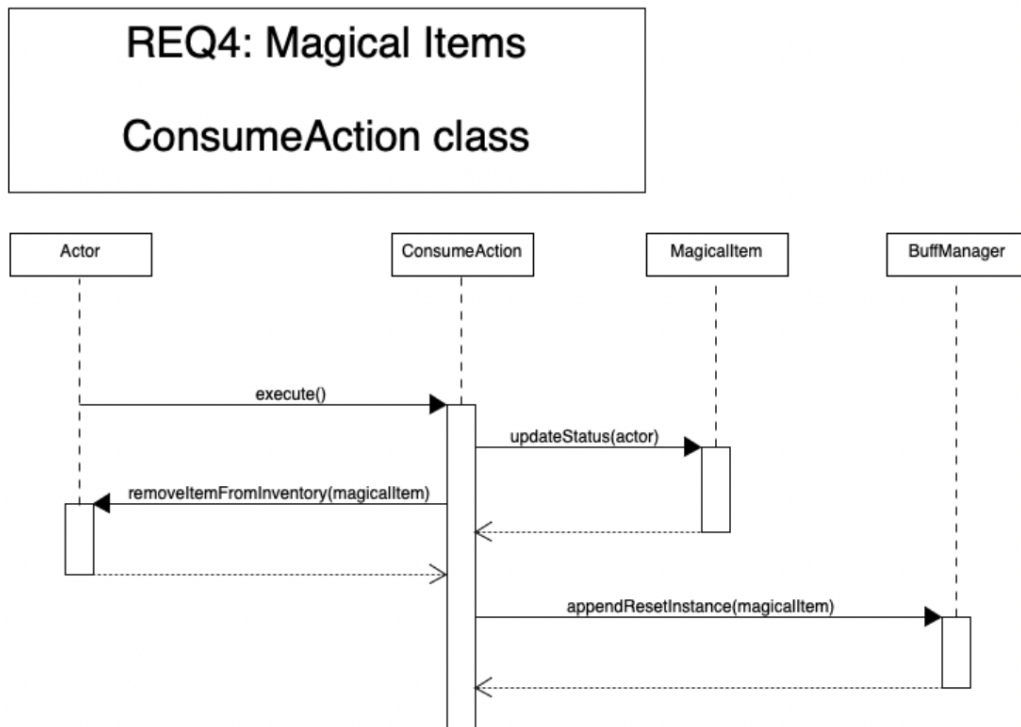 REQ4: Magical Items
ConsumeAction class
Actor
ConsumeAction
MagicalItem
BuffManager
execute()
updateStatus(actor)
removeItemFromInventory(magicalItem)
appendResetInstance(magicalItem)